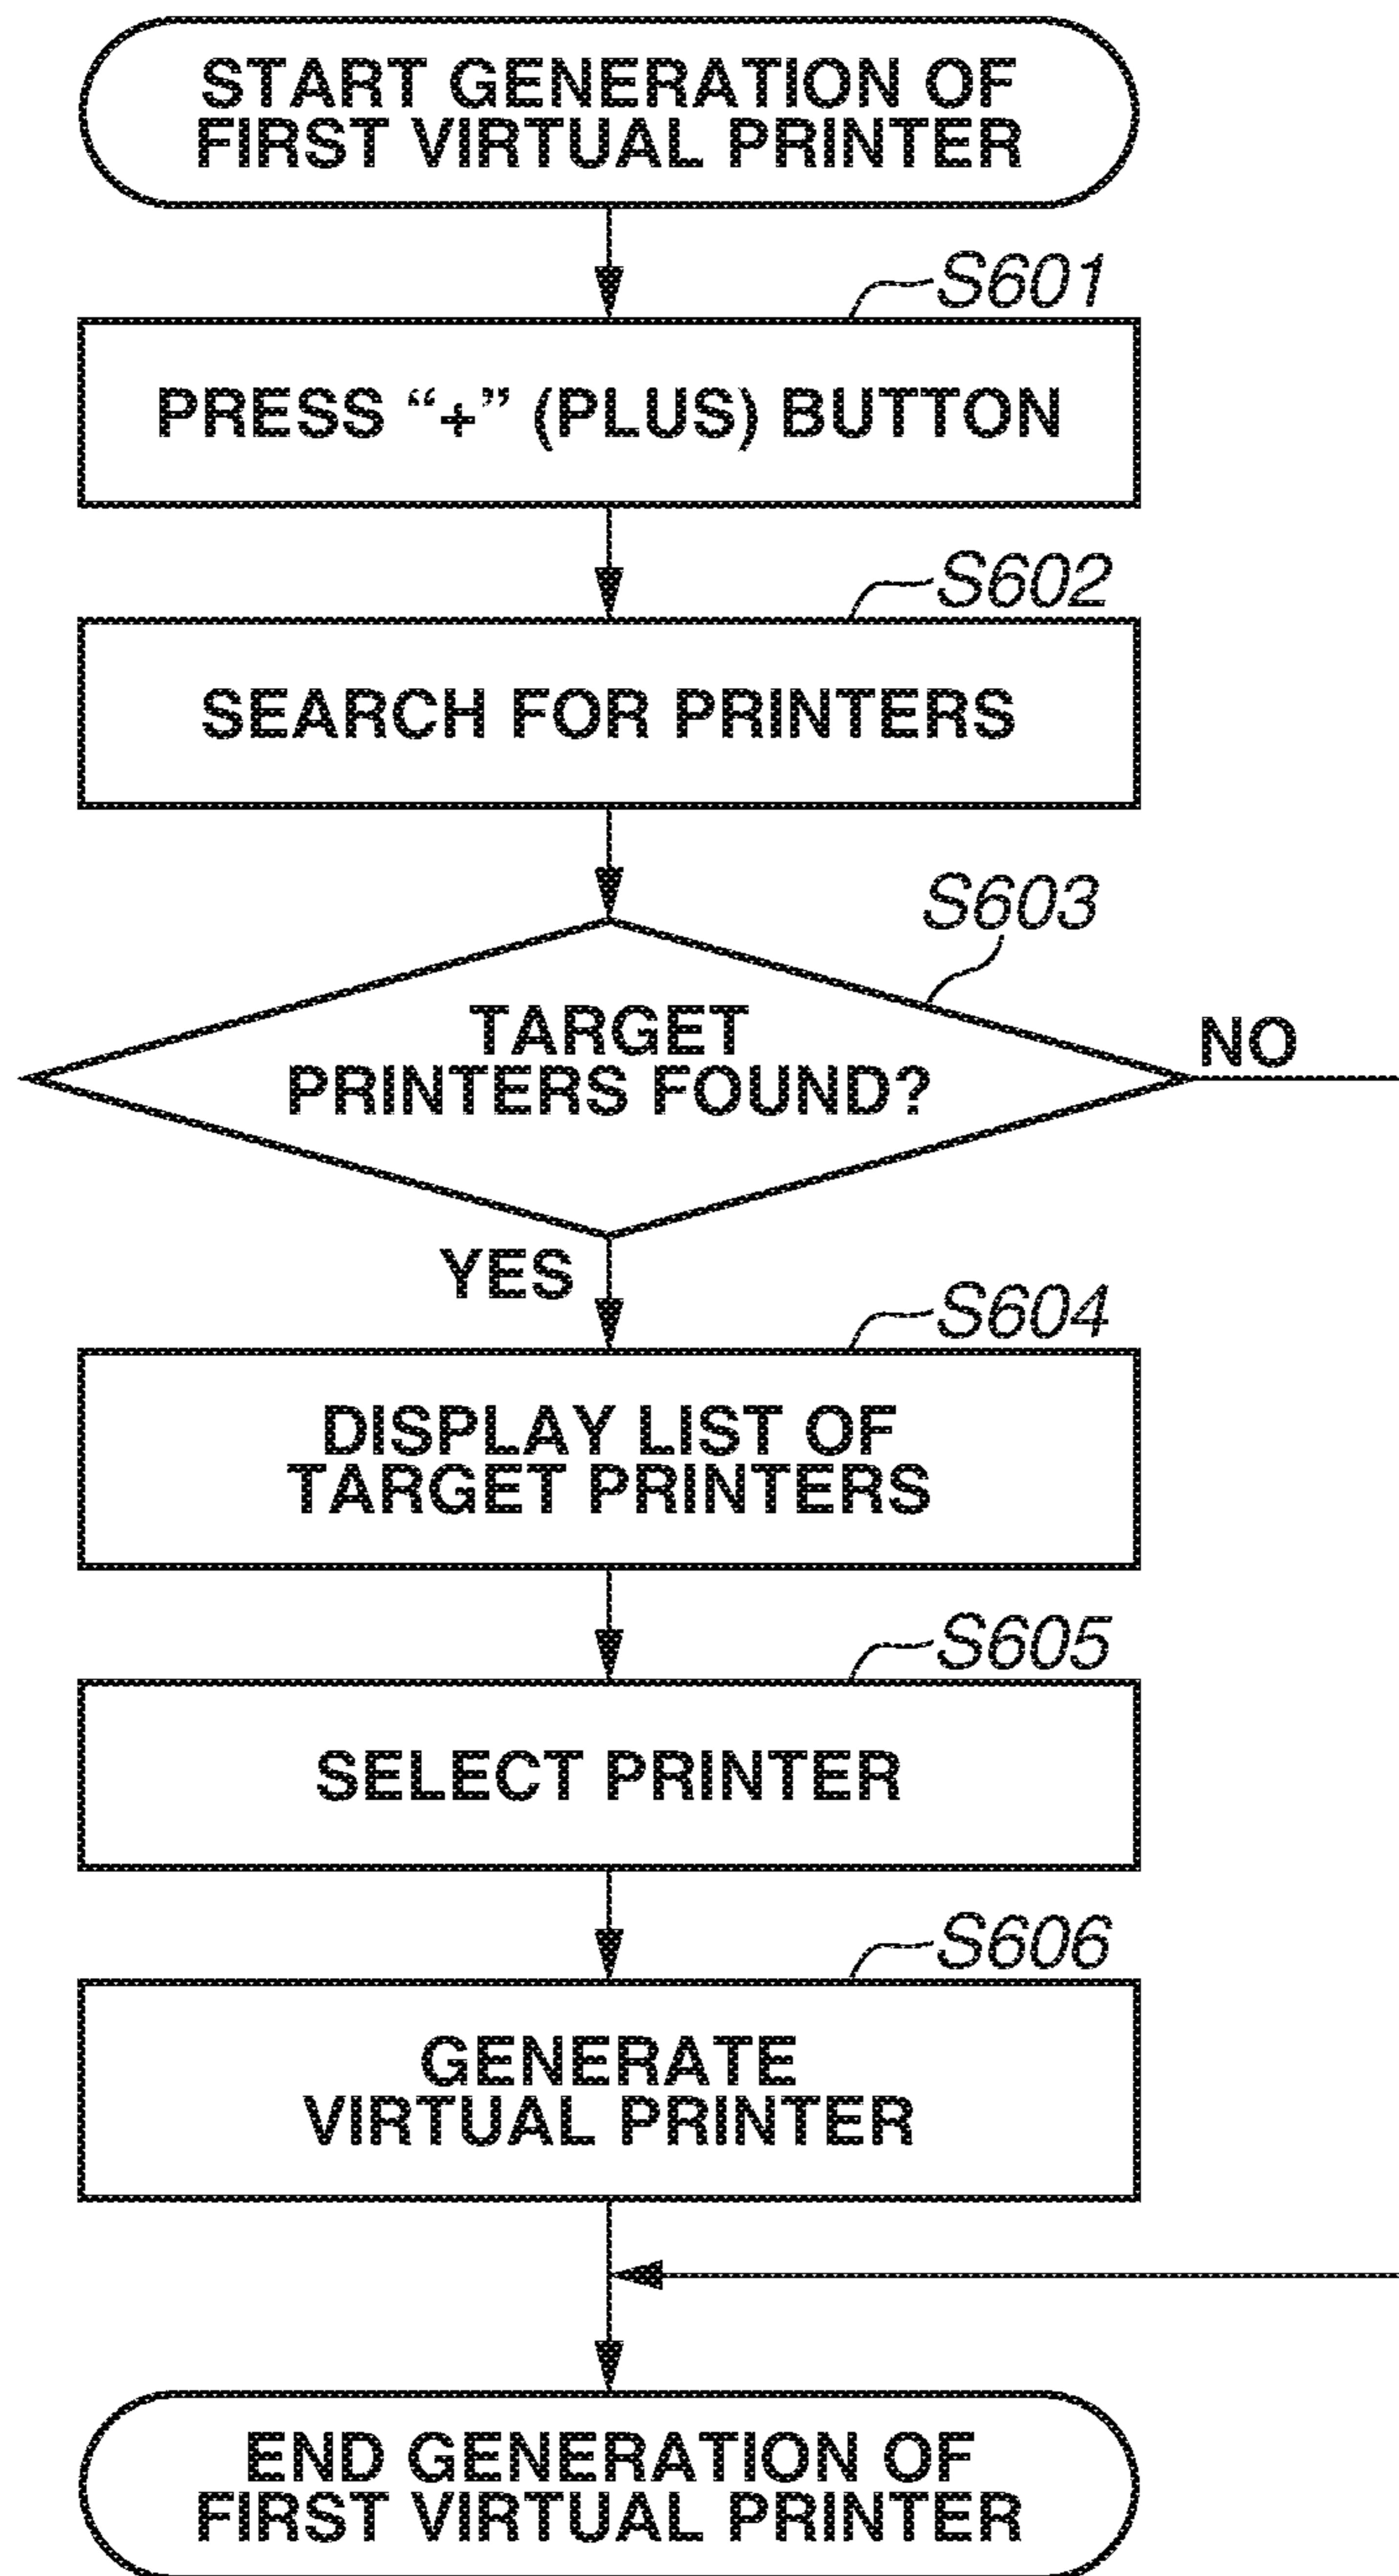 START GENERATION OF
FIRST VIRTUAL PRINTER
S601
PRESS “+” (PLUS) BUTTON
S602
SEARCH FOR PRINTERS
S603
TARGET
PRINTERS FOUND?
NO
YES
S604
DISPLAY LIST OF
TARGET PRINTERS
S605
SELECT PRINTER
S606
GENERATE
VIRTUAL PRINTER
END GENERATION OF
FIRST VIRTUAL PRINTER